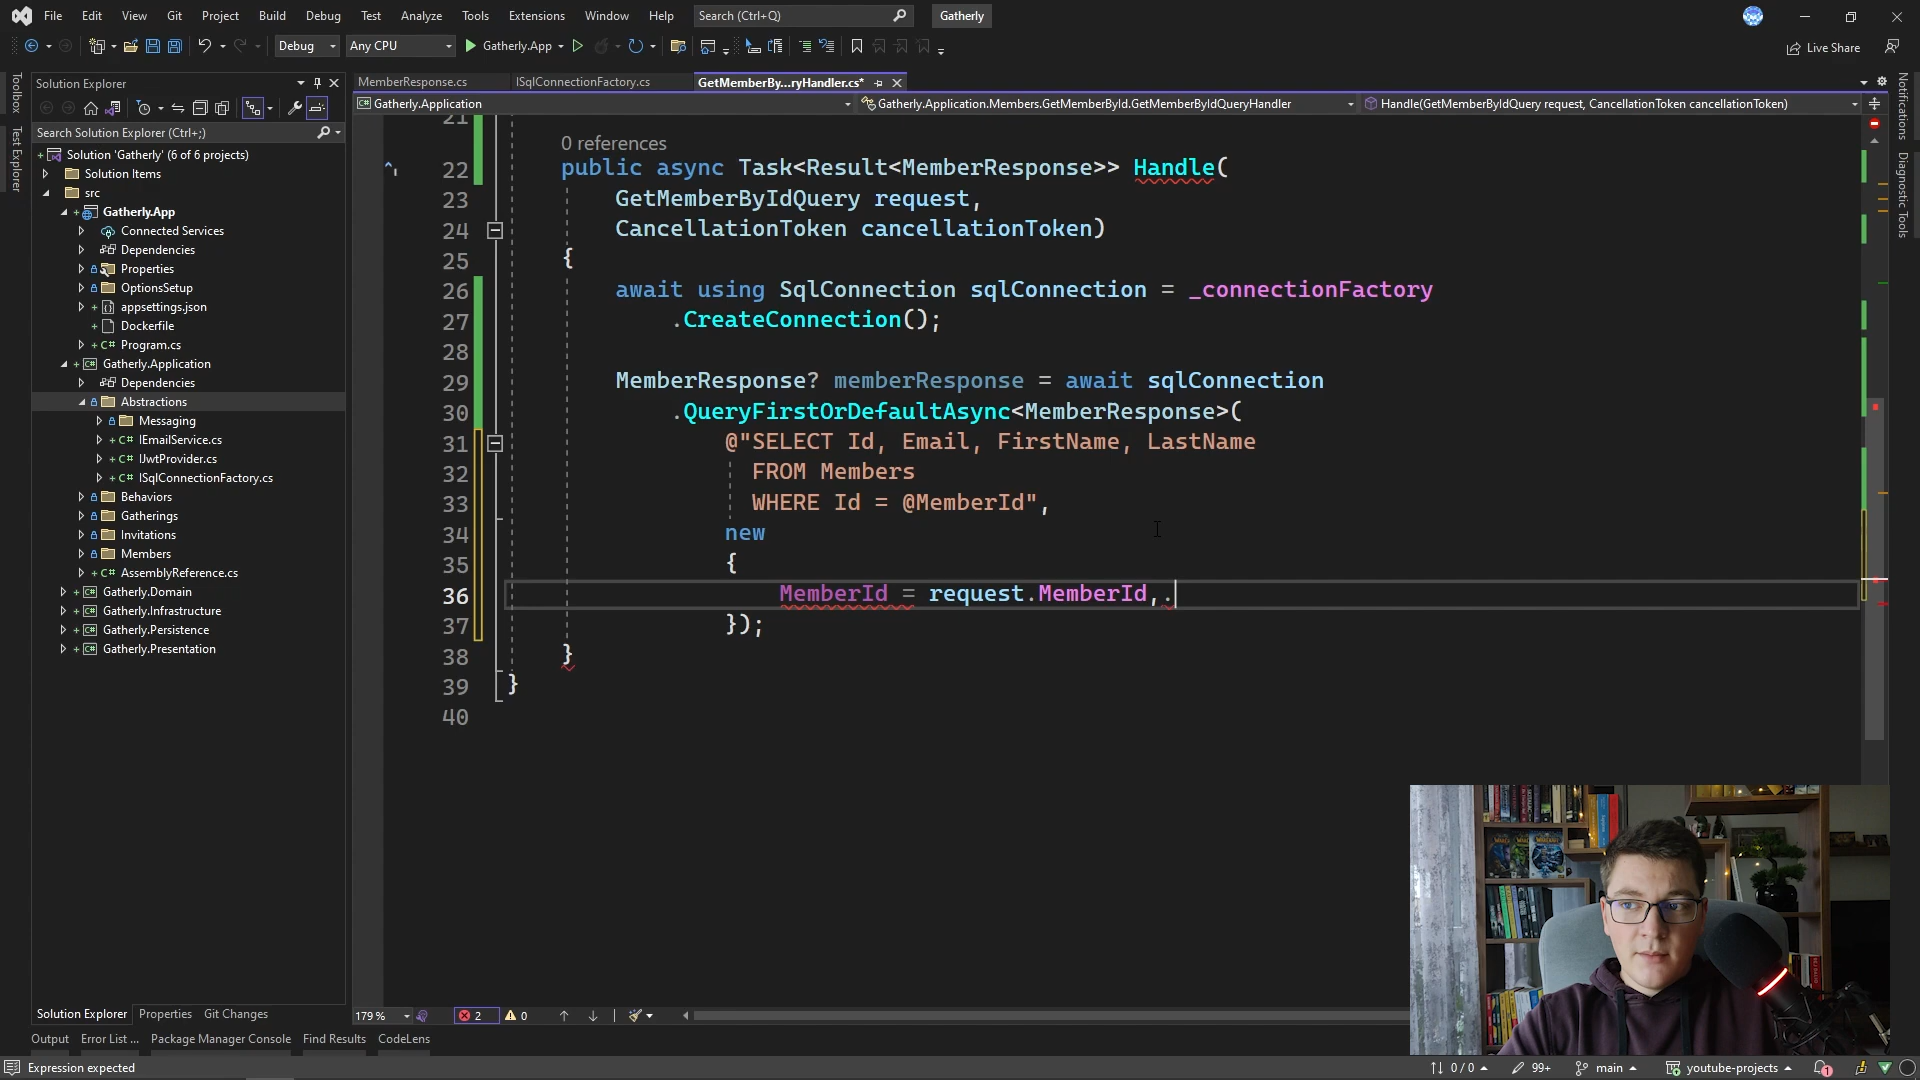 File Edit View Git Project Build Debug Test Analyze Tools Extensions Window Help Search (Ctrl+Q) Gatherly
Debug Any CPU Gatherly.App Live Share
Toolbox
Test Explorer
Solution Explorer
Search Solution Explorer (Ctrl+;)
Solution 'Gatherly' (6 of 6 projects)
Solution Items
src
Gatherly.App
Connected Services
Dependencies
Properties
OptionsSetup
appsettings.json
Dockerfile
C# Program.cs
C# Gatherly.Application
Dependencies
Abstractions
Messaging
C# IEmailService.cs
C# IJwtProvider.cs
C# ISqlConnectionFactory.cs
Behaviors
Gatherings
Invitations
Members
C# AssemblyReference.cs
C# Gatherly.Domain
C# Gatherly.Infrastructure
C# Gatherly.Persistence
C# Gatherly.Presentation
Solution Explorer Properties Git Changes
MemberResponse.cs ISqlConnectionFactory.cs GetMemberBy...ryHandler.cs*
Gatherly.Application Gatherly.Application.Members.GetMemberById.GetMemberByIdQueryHandler Handle(GetMemberByIdQuery request, CancellationToken cancellationToken)
21
0 references
22 public async Task<Result<MemberResponse>> Handle(
23 GetMemberByIdQuery request,
24 CancellationToken cancellationToken)
25 {
26 await using SqlConnection sqlConnection = _connectionFactory
27 .CreateConnection();
28
29 MemberResponse? memberResponse = await sqlConnection
30 .QueryFirstOrDefaultAsync<MemberResponse>(
31 @"SELECT Id, Email, FirstName, LastName
32 FROM Members
33 WHERE Id = @MemberId",
34 new
35 {
36 MemberId = request.MemberId,.
37 });
38 }
39 }
40
Notifications
Diagnostic Tools
179 % 2 0
Output Error List ... Package Manager Console Find Results CodeLens
Expression expected 0 / 0 99+ main youtube-projects 1